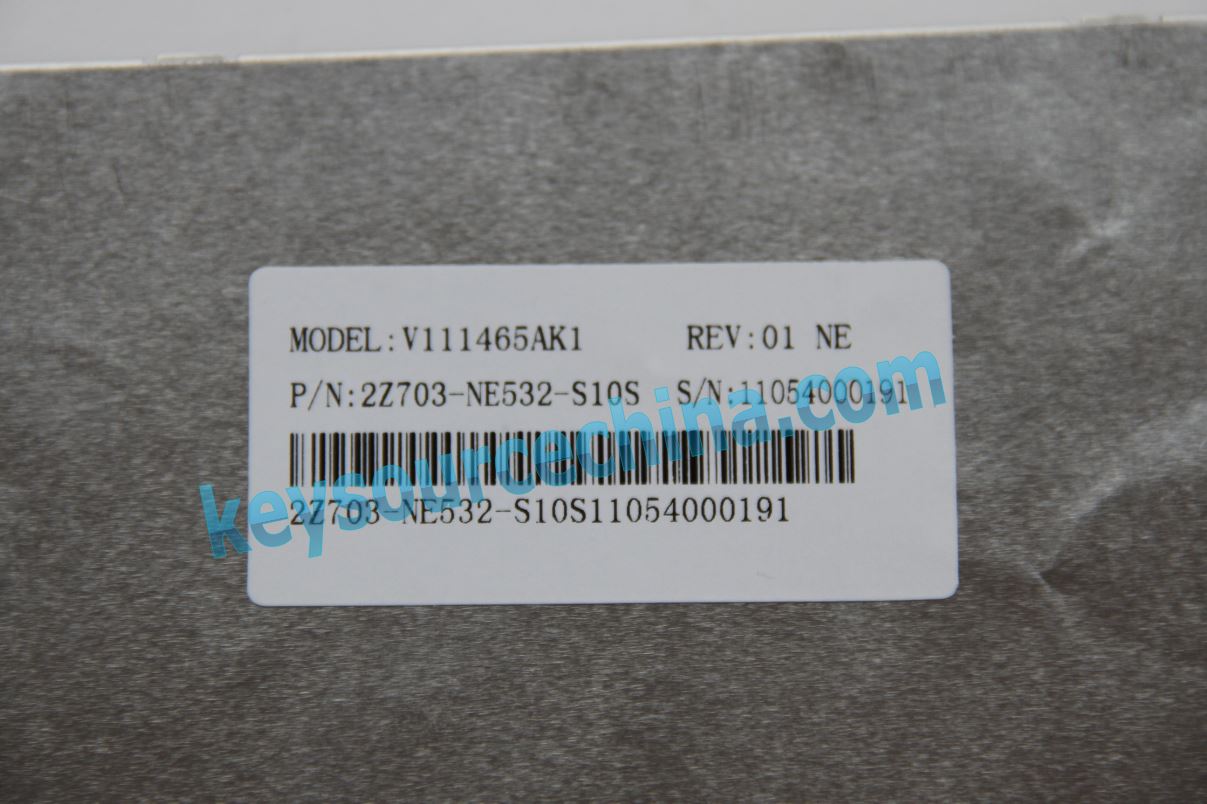 MODEL:V111465AK1 REV:01 NE
P/N:2Z703-NE532-S10S S/N:11054000191
2Z703-NE532-S10S11054000191
keysourcechina.com